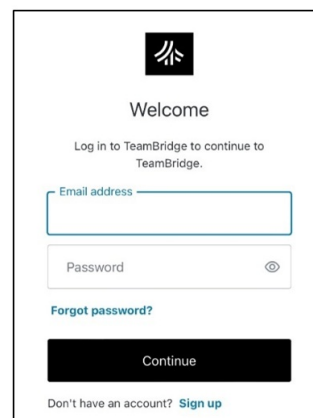 Welcome
Log in to TeamBridge to continue to
TeamBridge.
Email address
Password
Forgot password?
Continue
Don't have an account? Sign up